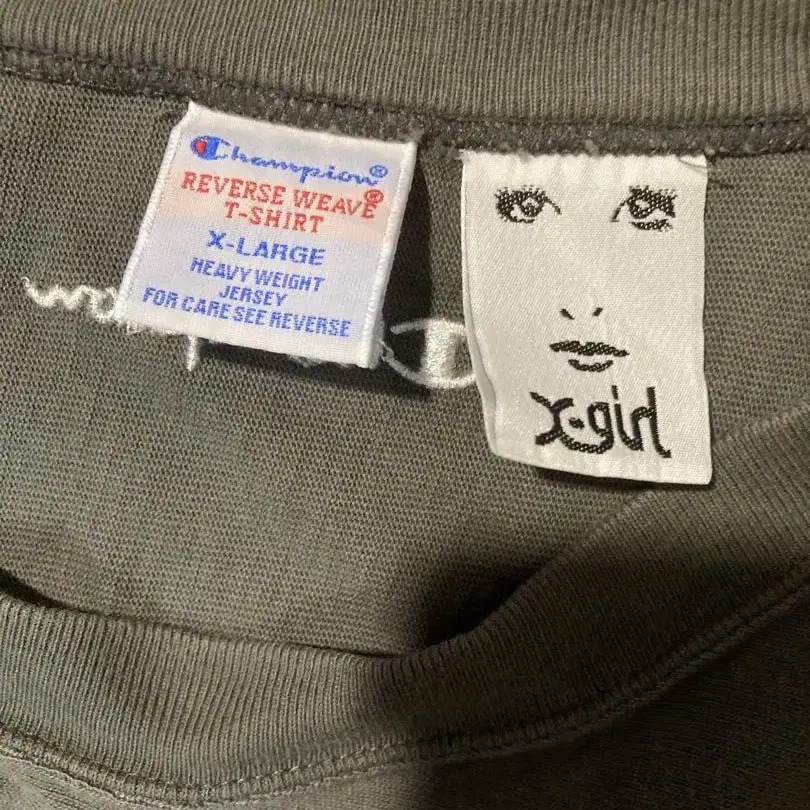 Champion®
REVERSE WEAVE®
T-SHIRT
X-LARGE
HEAVY WEIGHT
JERSEY
FOR CARE SEE REVERSE
X-girl